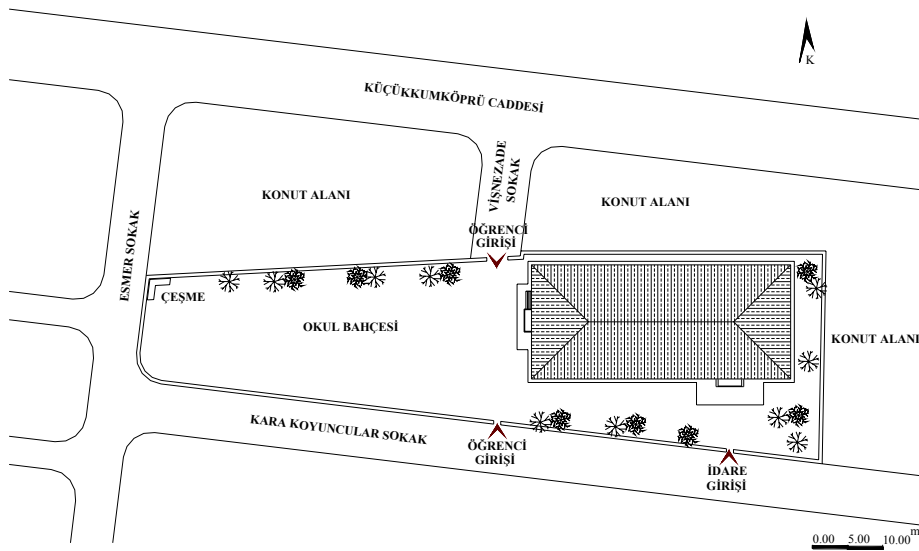 K
KÜÇÜKKUMKÖPRÜ CADDESİ
VİŞNEZADE
SOKAK
KONUT ALANI
KONUT ALANI
ESMER SOKAK
ÖĞRENCİ
GİRİŞİ
ÇEŞME
OKUL BAHÇESİ
KONUT ALANI
KARA KOYUNCULAR SOKAK
ÖĞRENCİ
GİRİŞİ
İDARE
GİRİŞİ
0.00 5.00 10.00 m